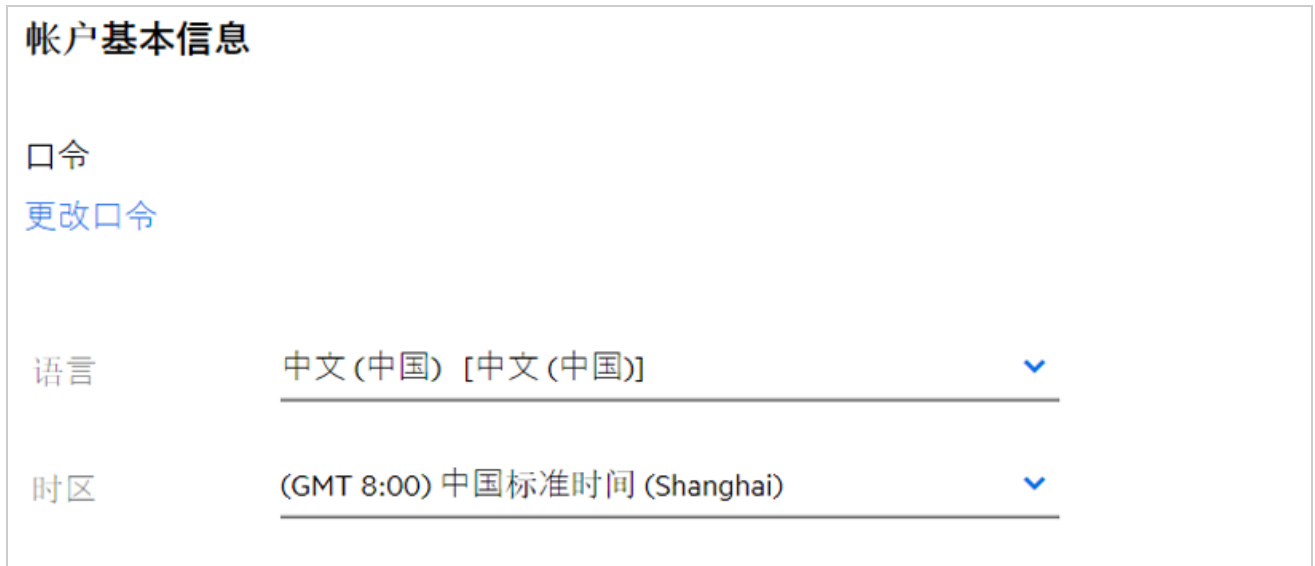 帐户基本信息
口令
更改口令
语言 中文 (中国) [中文 (中国)]
时区 (GMT 8:00) 中国标准时间 (Shanghai)